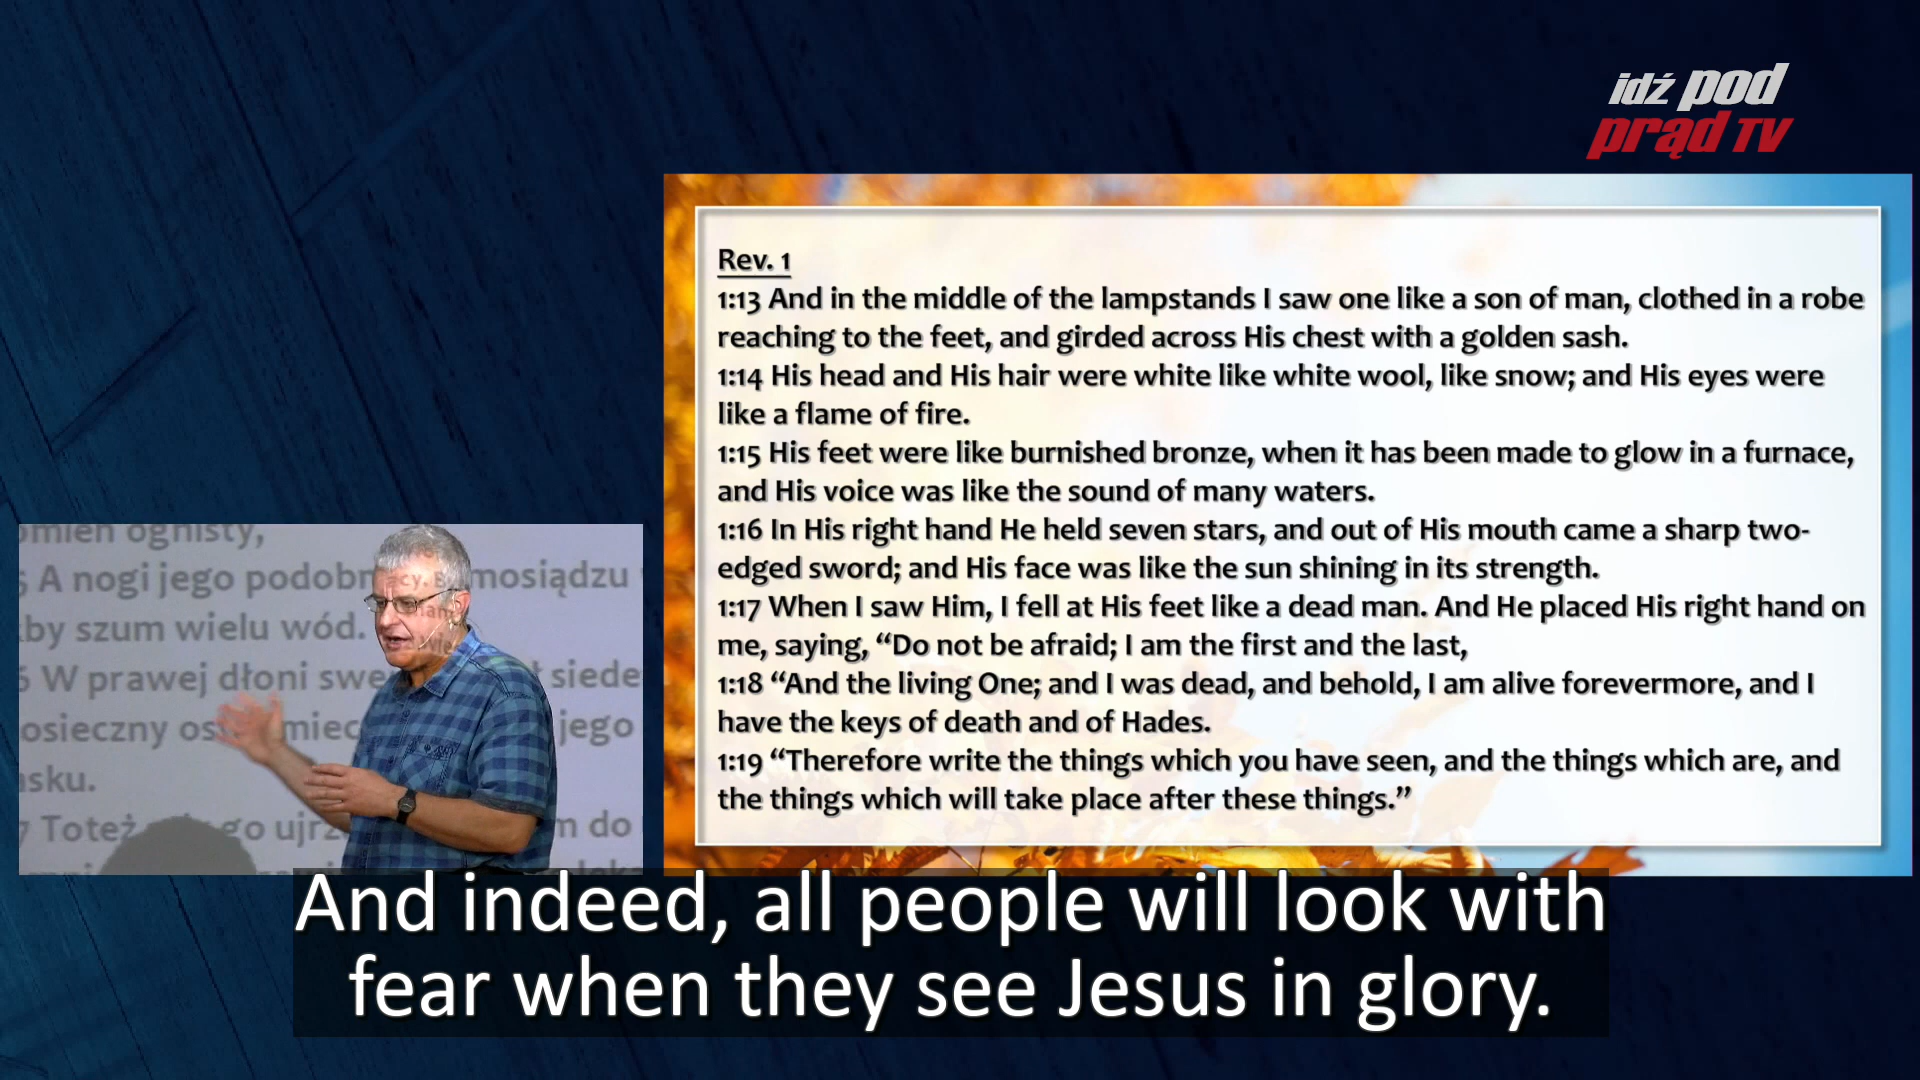 idź pod
prąd TV
Rev. 1
1:13 And in the middle of the lampstands I saw one like a son of man, clothed in a robe
reaching to the feet, and girded across His chest with a golden sash.
1:14 His head and His hair were white like white wool, like snow; and His eyes were
like a flame of fire.
1:15 His feet were like burnished bronze, when it has been made to glow in a furnace,
and His voice was like the sound of many waters.
1:16 In His right hand He held seven stars, and out of His mouth came a sharp two-
edged sword; and His face was like the sun shining in its strength.
1:17 When I saw Him, I fell at His feet like a dead man. And He placed His right hand on
me, saying, “Do not be afraid; I am the first and the last,
1:18 “And the living One; and I was dead, and behold, I am alive forevermore, and I
have the keys of death and of Hades.
1:19 “Therefore write the things which you have seen, and the things which are, and
the things which will take place after these things.”
ognisty,
A nogi jego mosiądzu
szum wielu wód.
W prawej dłoni
jego
Toteż do
And indeed, all people will look with
fear when they see Jesus in glory.